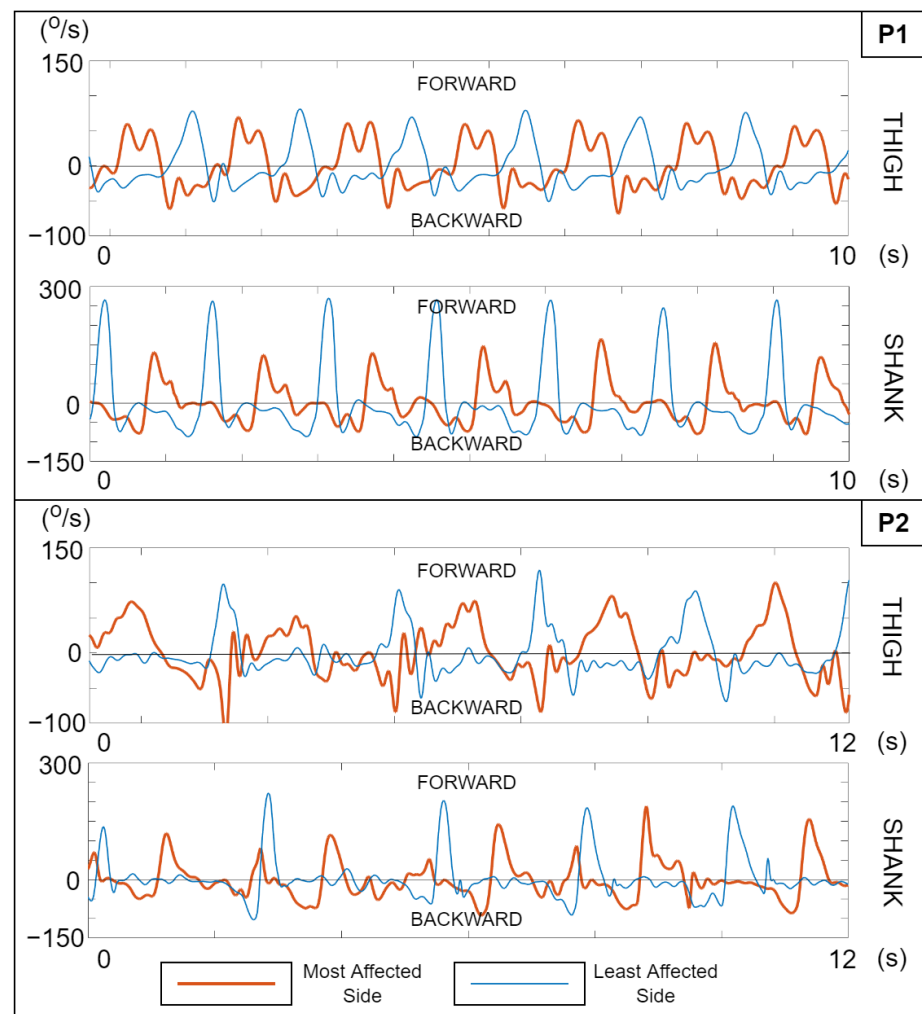 (º/s)
P1
150
FORWARD
THIGH
0
BACKWARD
−100
0
10
(s)
300
FORWARD
SHANK
0
BACKWARD
−150
0
10
(s)
(º/s)
P2
150
FORWARD
THIGH
0
BACKWARD
−100
0
12
(s)
300
FORWARD
SHANK
0
BACKWARD
−150
0
12
(s)
Most Affected
Side
Least Affected
Side